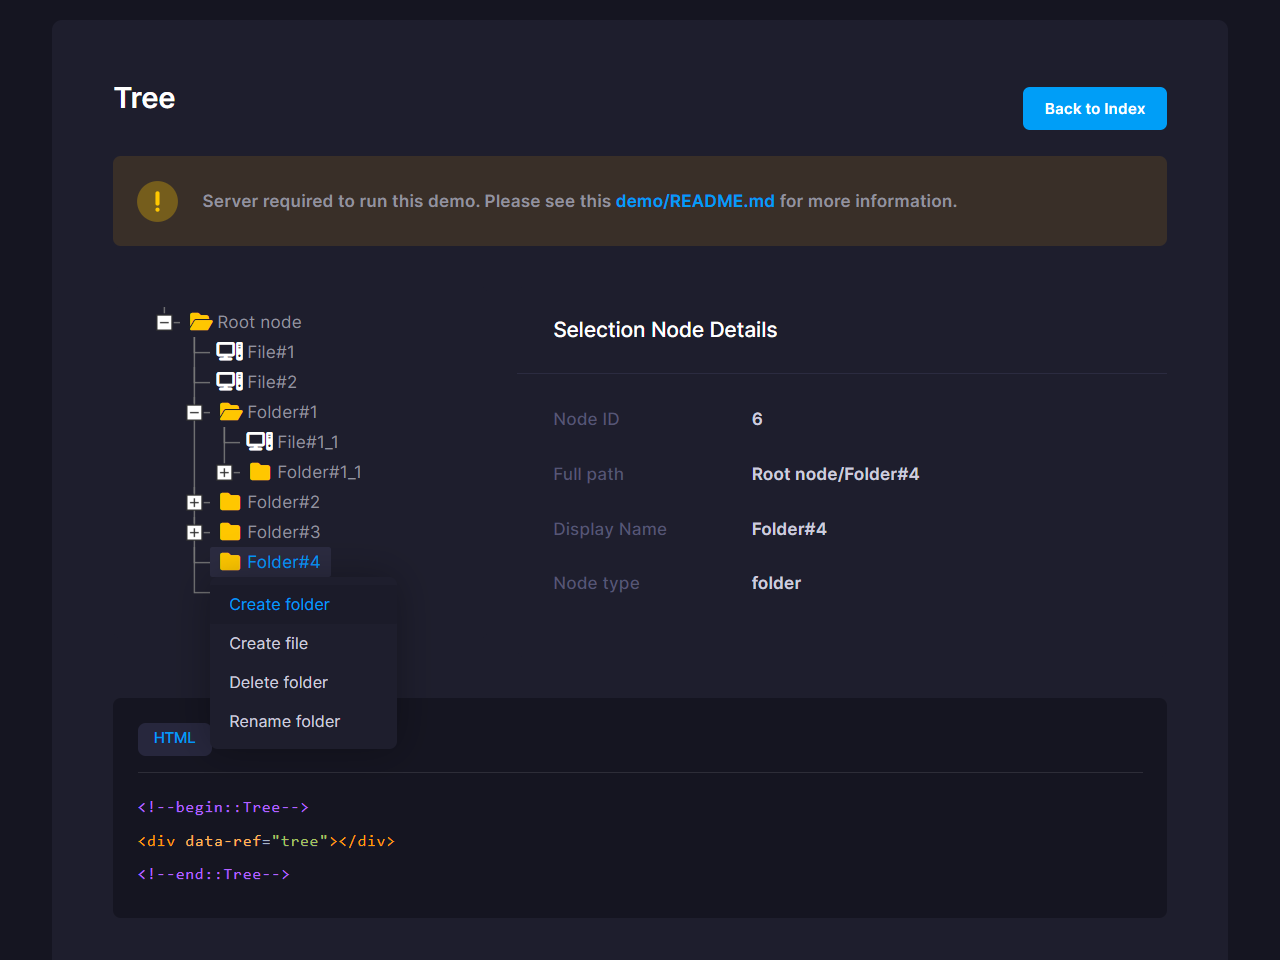 Tree
Back to Index
Server required to run this demo. Please see this demo/README.md for more information.
Root node
File#1
File#2
Folder#1
File#1_1
Folder#1_1
Folder#2
Folder#3
Folder#4
Create folder
Create file
Delete folder
Rename folder
Selection Node Details
Node ID 6
Full path Root node/Folder#4
Display Name Folder#4
Node type folder
HTML
<!--begin::Tree-->
<div data-ref="tree"></div>
<!--end::Tree-->